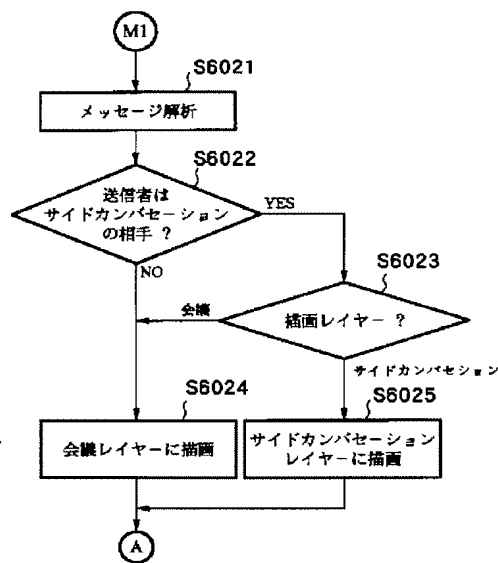 M1
S6021
メッセージ解析
S6022
送信者は
サイドカンバセーション
の相手 ?
YES
NO
S6023
会議
描画レイヤー ?
サイドカンバセション
S6024
S6025
会議レイヤーに描画
サイドカンバセーション
レイヤーに描画
A